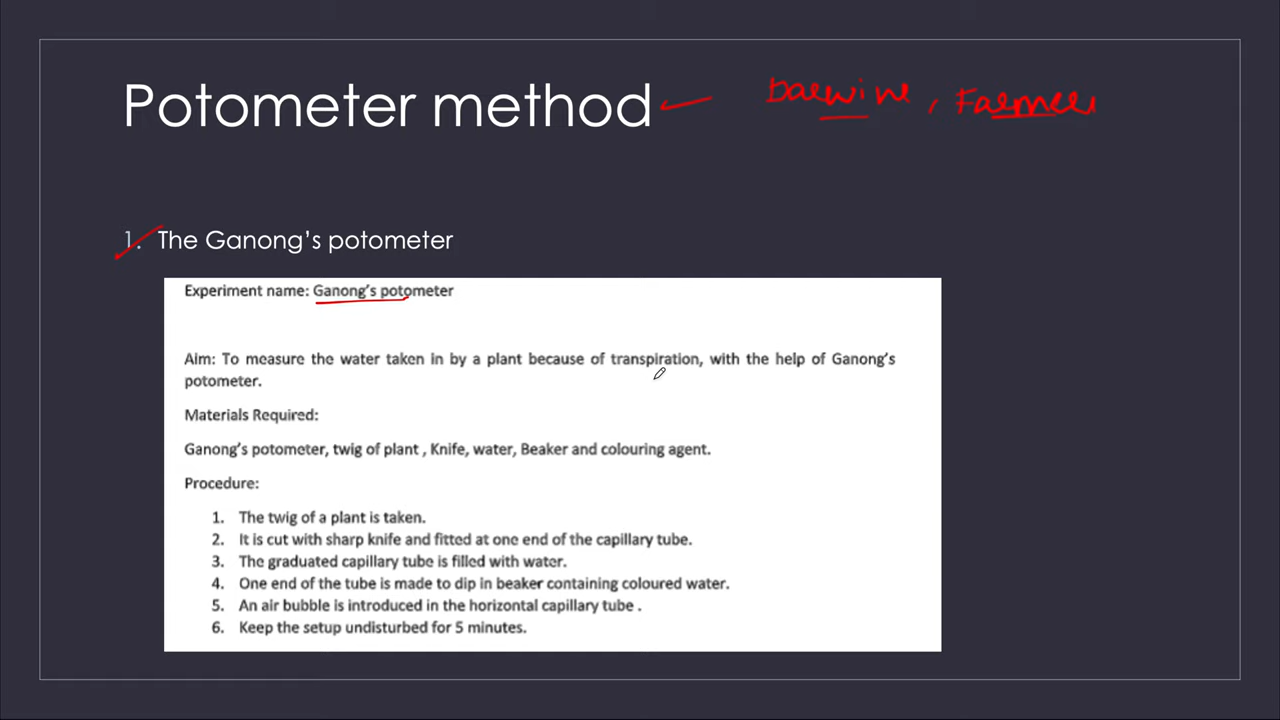 Potometer method
Darwine, Farmer
1. The Ganong's potometer
Experiment name: Ganong's potometer
Aim: To measure the water taken in by a plant because of transpiration, with the help of Ganong's
potometer.
Materials Required:
Ganong's potometer, twig of plant , Knife, water, Beaker and colouring agent.
Procedure:
1. The twig of a plant is taken.
2. It is cut with sharp knife and fitted at one end of the capillary tube.
3. The graduated capillary tube is filled with water.
4. One end of the tube is made to dip in beaker containing coloured water.
5. An air bubble is introduced in the horizontal capillary tube .
6. Keep the setup undisturbed for 5 minutes.